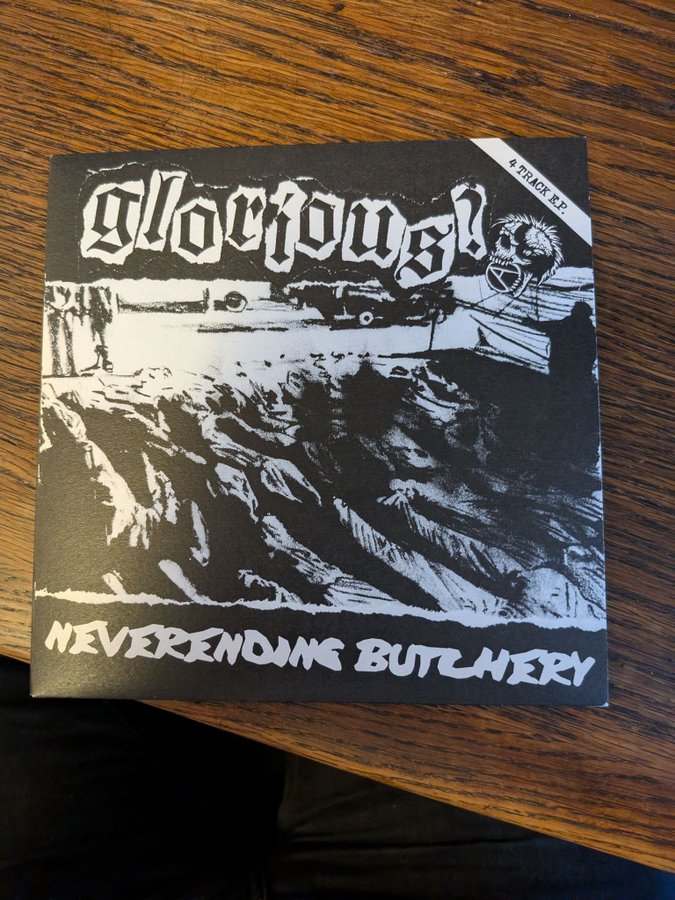 4 TRACK E.P.
glorious?
NEVERENDING BUTCHERY